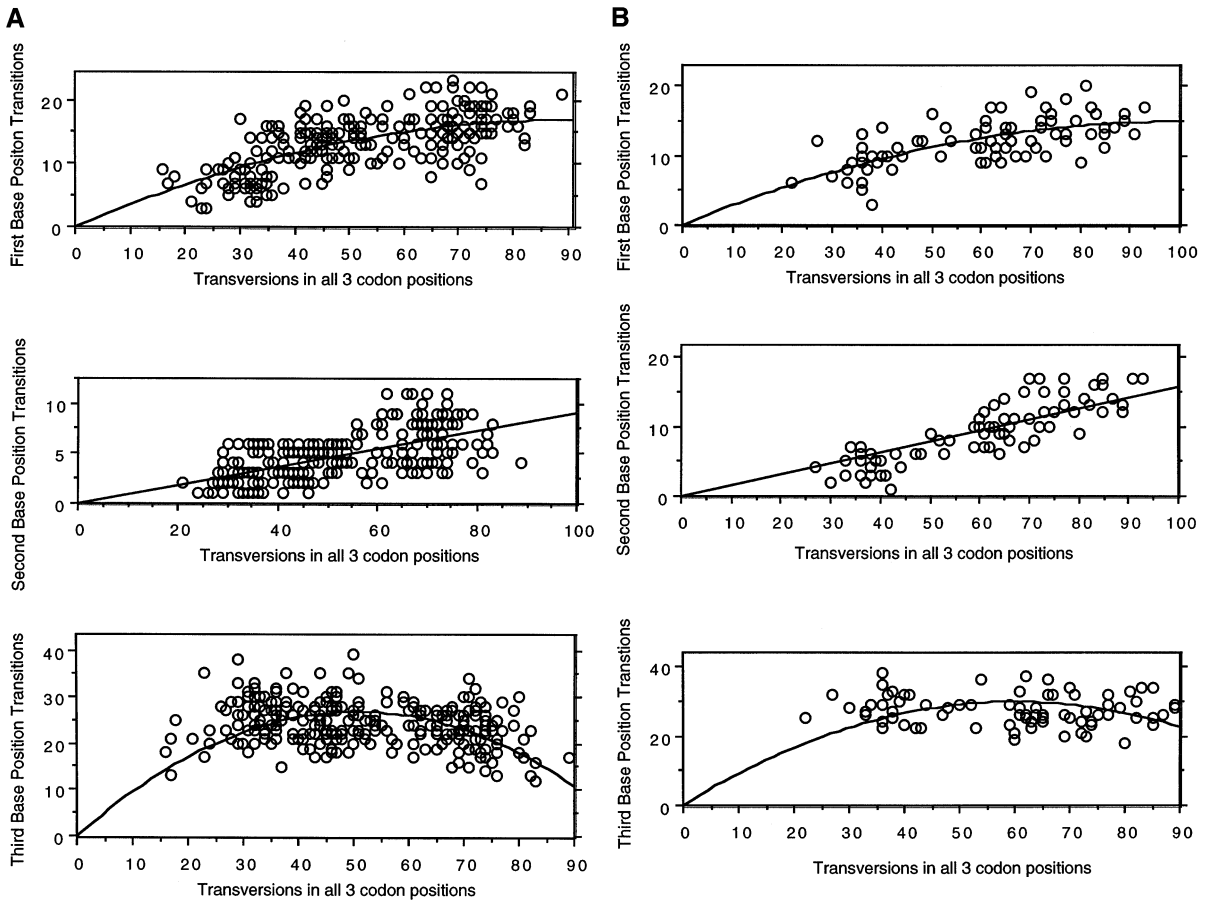 A
First Base Positon Transitions
20
10
0
0 10 20 30 40 50 60 70 80 90
Transversions in all 3 codon positions
Second Base Position Transitions
10
5
0
0 20 40 60 80 100
Transversions in all 3 codon positions
Third Base Position Transitions
40
30
20
10
0
0 10 20 30 40 50 60 70 80 90
Transversions in all 3 codon positions
B
First Base Position Transitions
20
10
0
0 10 20 30 40 50 60 70 80 90 100
Transversions in all 3 codon positions
Second Base Position Transitions
20
10
0
0 10 20 30 40 50 60 70 80 90 100
Transversions in all 3 codon positions
Third Base Position Transtions
40
20
0
0 10 20 30 40 50 60 70 80 90
Transversions in all 3 codon positions